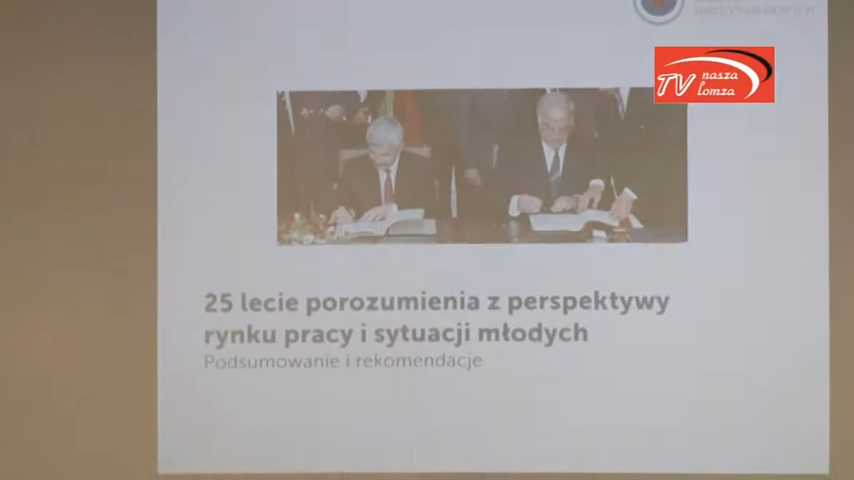 TV nasza
Łomża
25 lecie porozumienia z perspektywy
rynku pracy i sytuacji młodych
Podsumowanie i rekomendacje